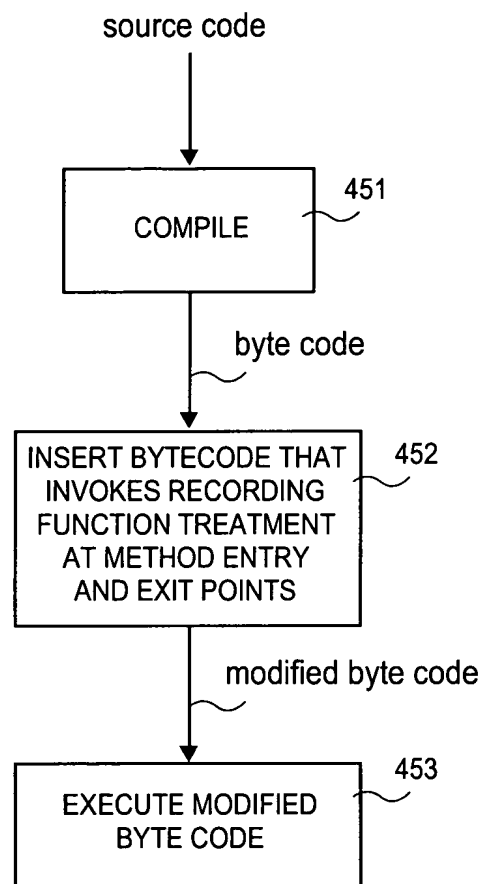 source code
451
COMPILE
byte code
452
INSERT BYTECODE THAT
INVOKES RECORDING
FUNCTION TREATMENT
AT METHOD ENTRY
AND EXIT POINTS
modified byte code
453
EXECUTE MODIFIED
BYTE CODE